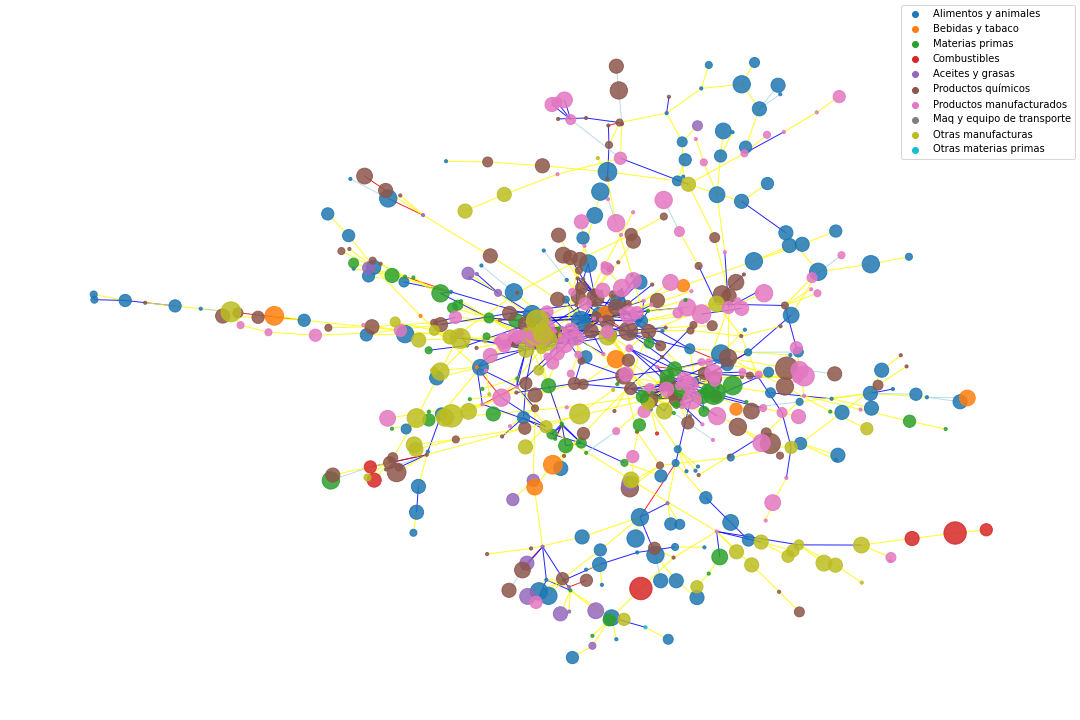 Alimentos y animales
Bebidas y tabaco
Materias primas
Combustibles
Aceites y grasas
Productos químicos
Productos manufacturados
Maq y equipo de transporte
Otras manufacturas
Otras materias primas